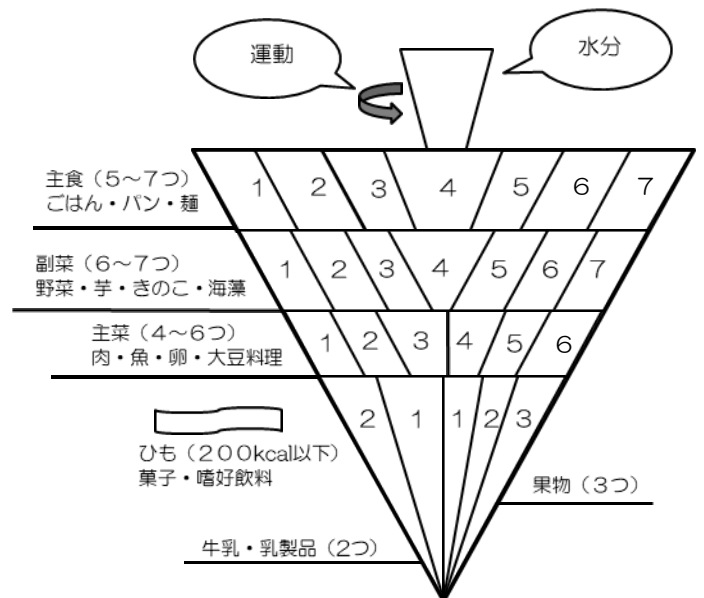 運動
水分
主食（５～７つ）
ごはん・パン・麺
1 2 3 4 5 6 7
副菜（６～７つ）
野菜・芋・きのこ・海藻
1 2 3 4 5 6 7
主菜（４～６つ）
肉・魚・卵・大豆料理
1 2 3 4 5 6
2 1 1 2 3
ひも（２００kcal以下）
菓子・嗜好飲料
果物（３つ）
牛乳・乳製品（2つ）